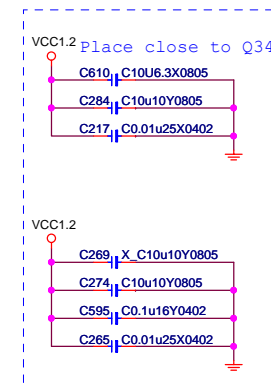 VCC1.2 Place close to Q34
C610 C10U6.3X0805
C284 C10u10Y0805
C217 C0.01u25X0402
VCC1.2
C269 X_C10u10Y0805
C274 C10u10Y0805
C595 C0.1u16Y0402
C265 C0.01u25X0402